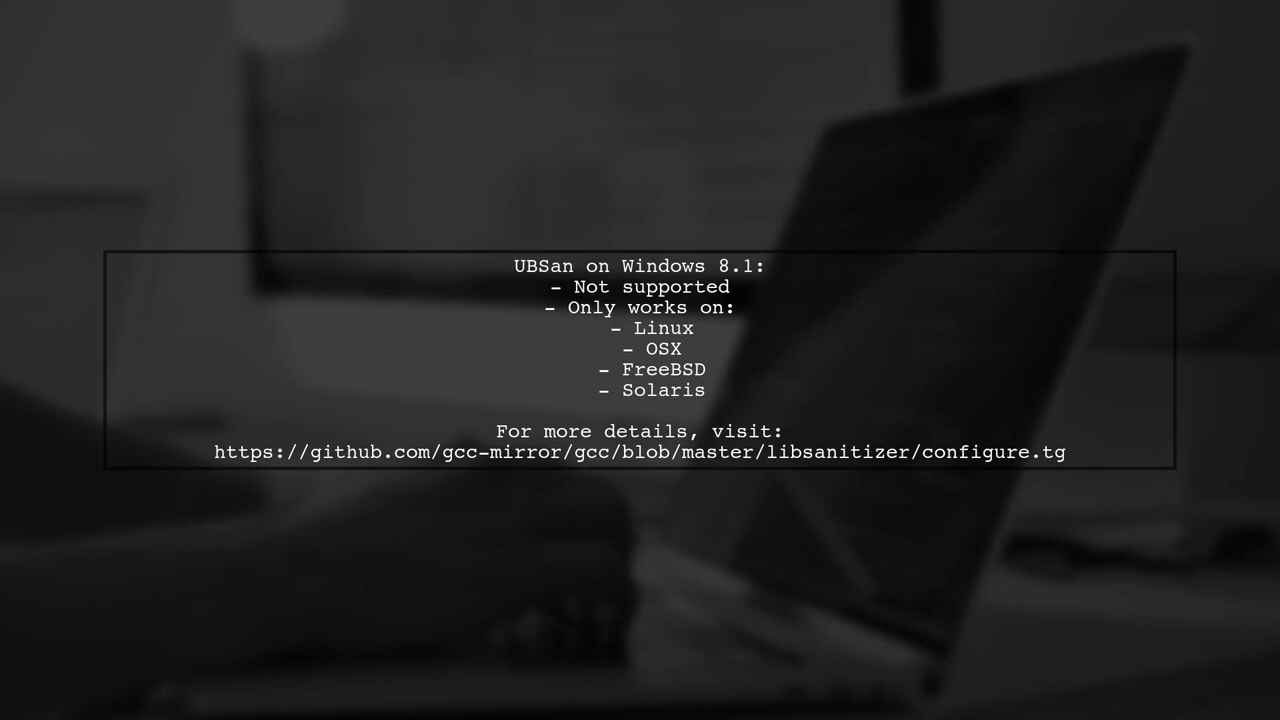 UBSan on Windows 8.1:
- Not supported
- Only works on:
- Linux
- OSX
- FreeBSD
- Solaris
For more details, visit:
https://github.com/gcc-mirror/gcc/blob/master/libsanitizer/configure.tg